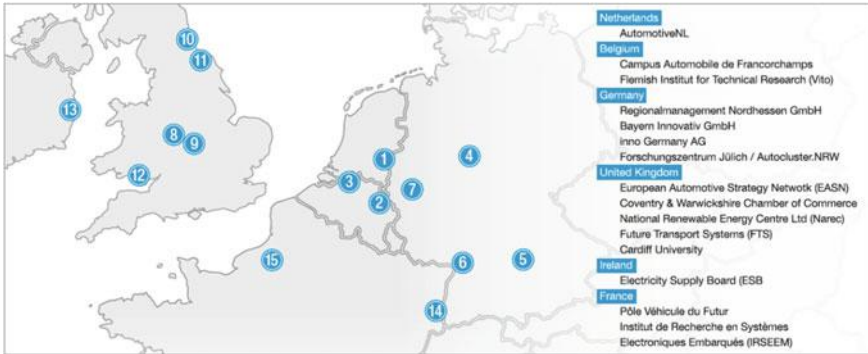 Netherlands
AutomotiveNL
Belgium
Campus Automobile de Francorchamps
Flemish Institut for Technical Research (Vito)
Germany
Regionalmanagement Nordhessen GmbH
Bayern Innovativ GmbH
inno Germany AG
Forschungszentrum Jülich / Autocluster.NRW
United Kingdom
European Automotive Strategy Netwotk (EASN)
Coventry & Warwickshire Chamber of Commerce
National Renewable Energy Centre Ltd (Narec)
Future Transport Systems (FTS)
Cardiff University
Ireland
Electricity Supply Board (ESB
France
Pôle Véhicule du Futur
Institut de Recherche en Systèmes
Electroniques Embarqués (IRSEEM)
10
11
13
8
9
12
1
4
3
2
7
15
6
5
14